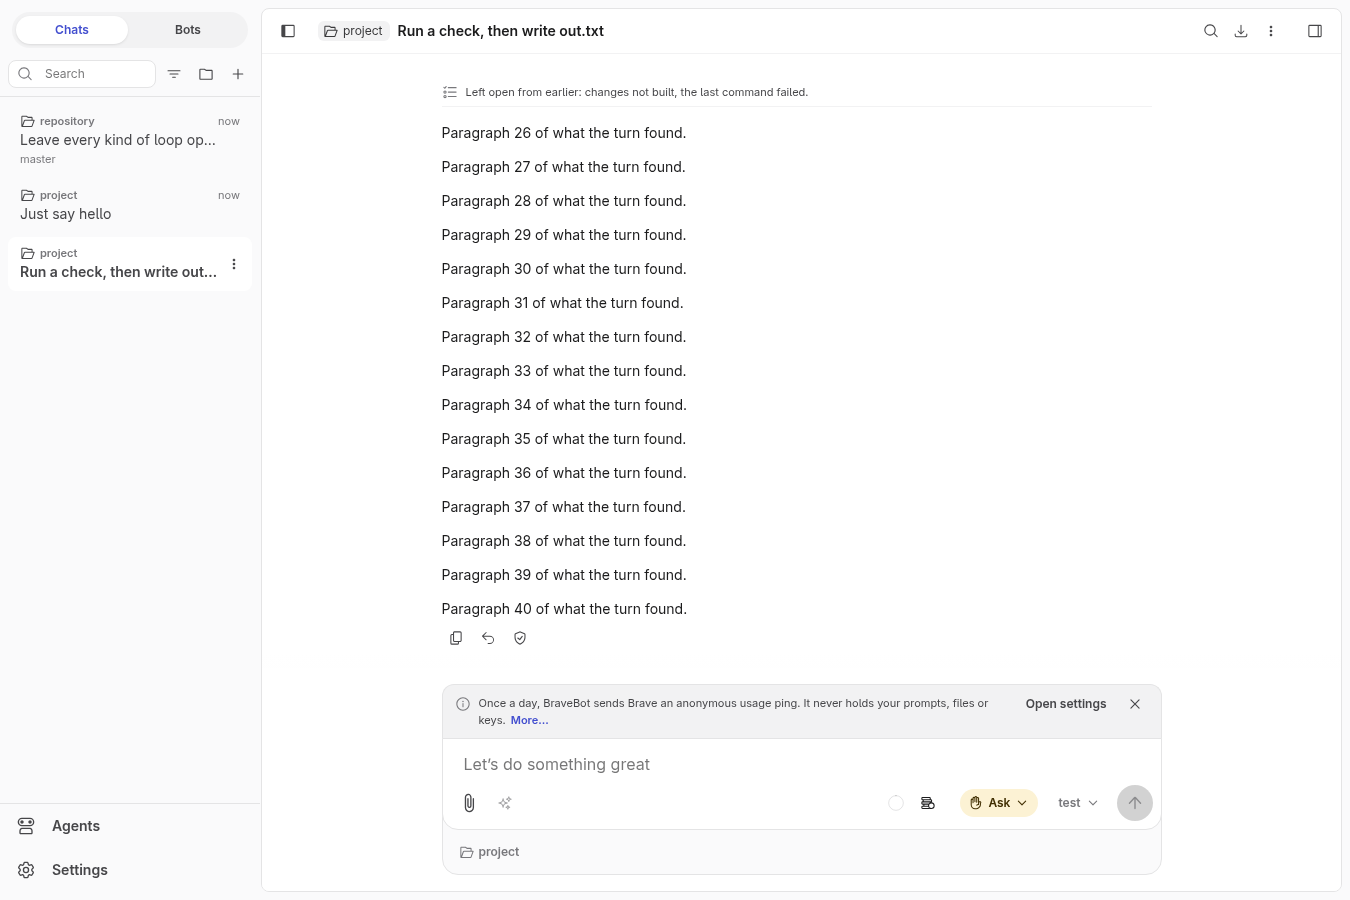 Chats
Bots
Search
repository
now
Leave every kind of loop op...
master
project
now
Just say hello
project
Run a check, then write out...
Agents
Settings
project
Run a check, then write out.txt
Left open from earlier: changes not built, the last command failed.
Paragraph 26 of what the turn found.
Paragraph 27 of what the turn found.
Paragraph 28 of what the turn found.
Paragraph 29 of what the turn found.
Paragraph 30 of what the turn found.
Paragraph 31 of what the turn found.
Paragraph 32 of what the turn found.
Paragraph 33 of what the turn found.
Paragraph 34 of what the turn found.
Paragraph 35 of what the turn found.
Paragraph 36 of what the turn found.
Paragraph 37 of what the turn found.
Paragraph 38 of what the turn found.
Paragraph 39 of what the turn found.
Paragraph 40 of what the turn found.
Once a day, BraveBot sends Brave an anonymous usage ping. It never holds your prompts, files or
keys. More...
Open settings
Let's do something great
Ask
test
project